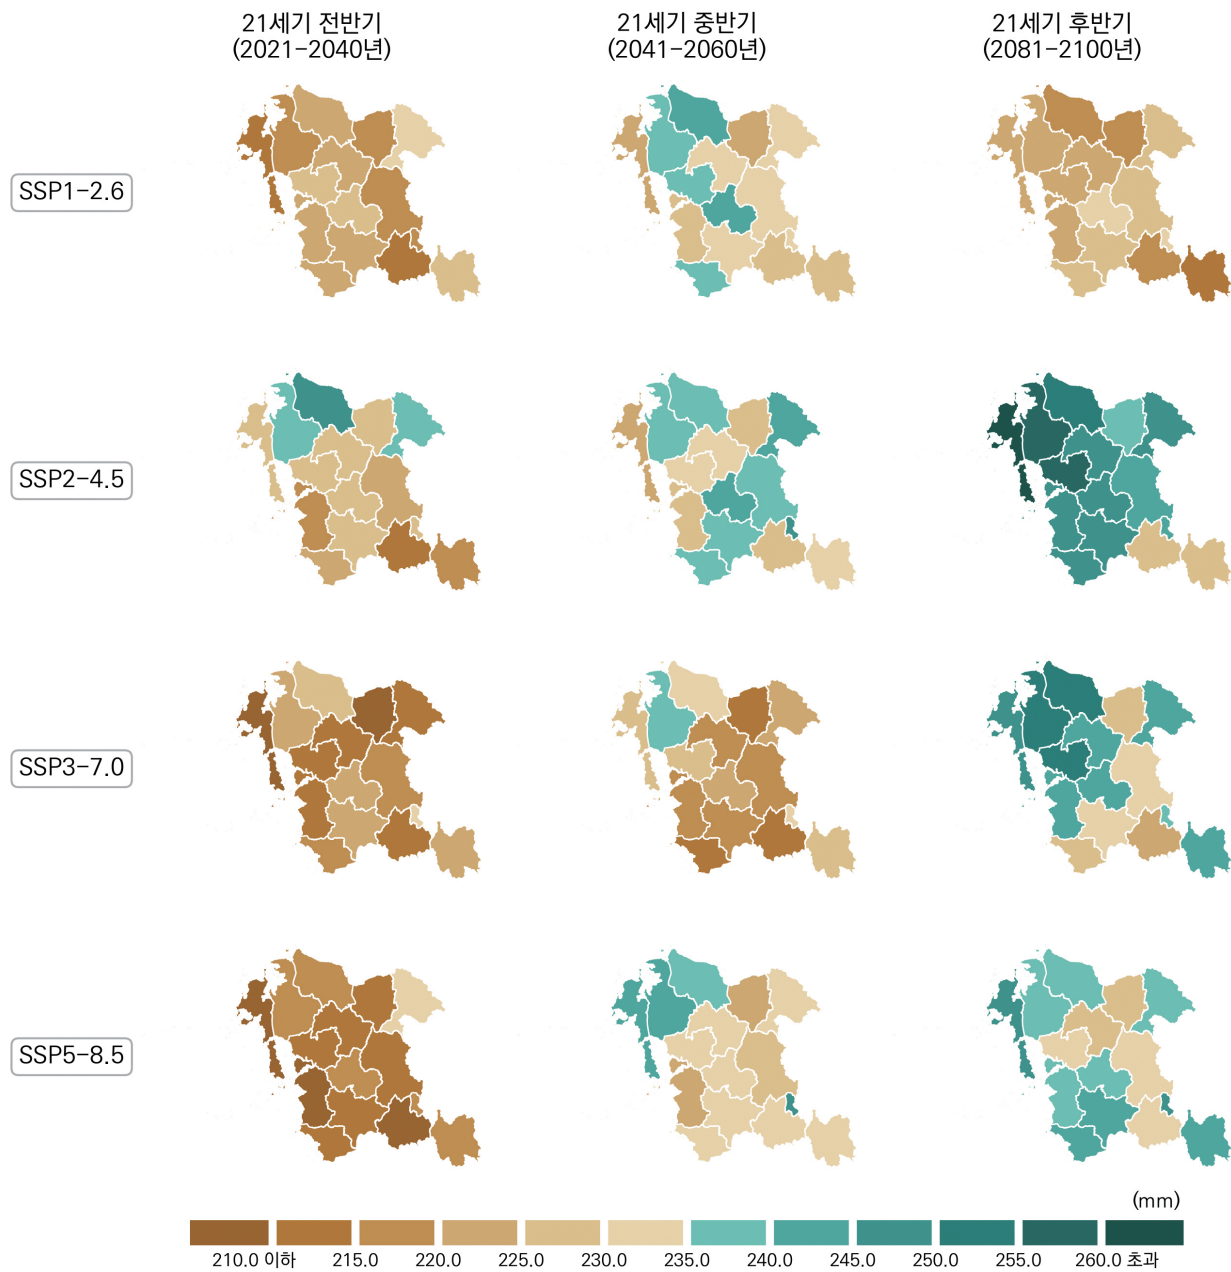 21세기 전반기
(2021-2040년)
21세기 중반기
(2041-2060년)
21세기 후반기
(2081-2100년)
SSP1-2.6
SSP2-4.5
SSP3-7.0
SSP5-8.5
(mm)
210.0 이하 215.0 220.0 225.0 230.0 235.0 240.0 245.0 250.0 255.0 260.0 초과